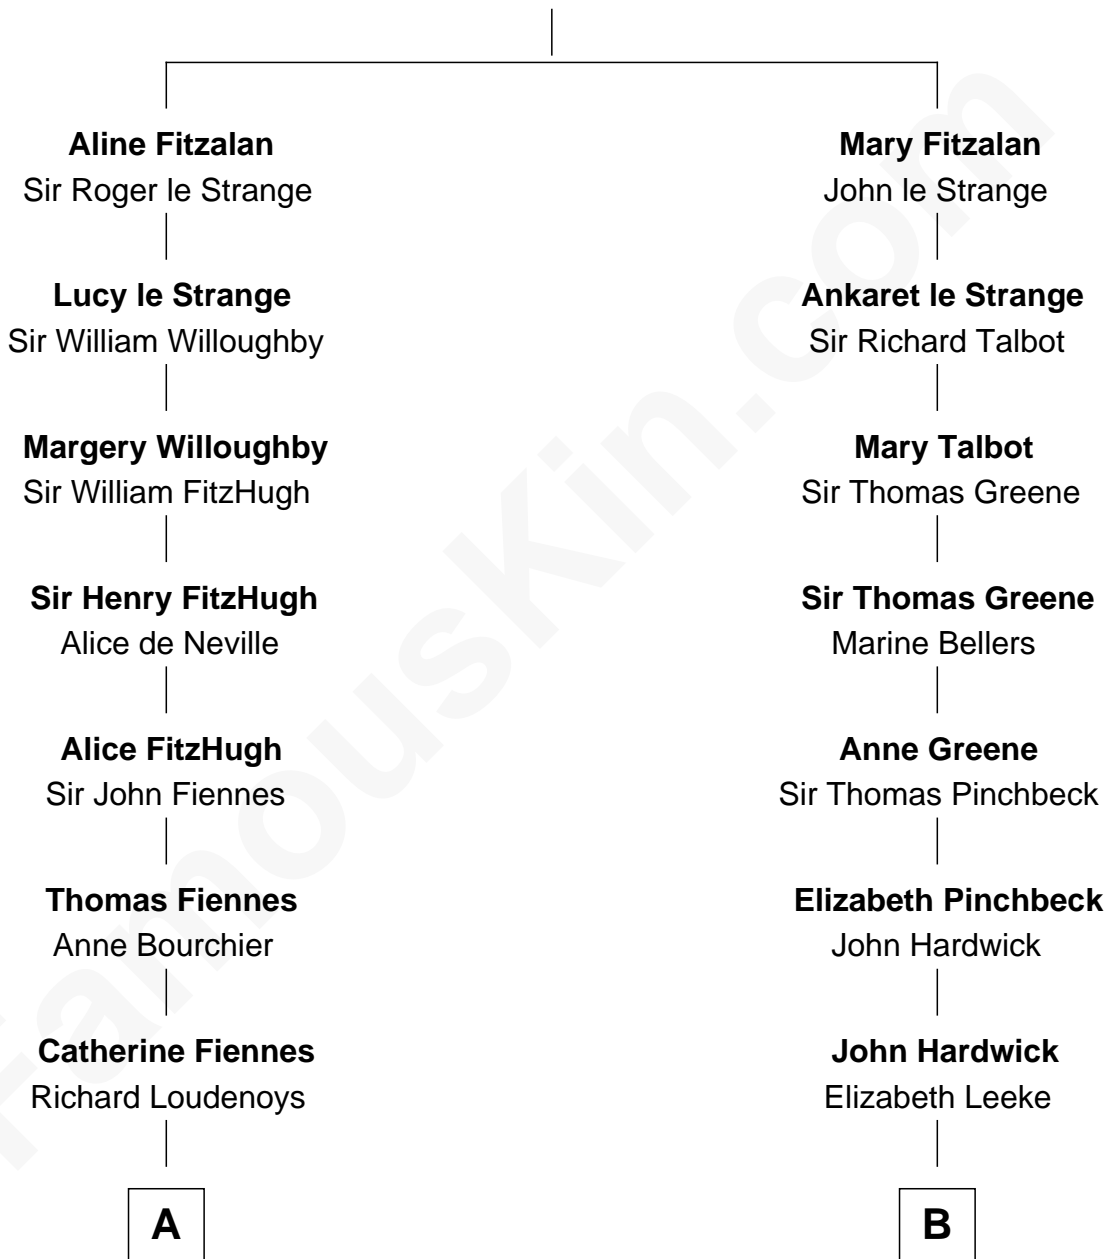 Aline Fitzalan
Sir Roger le Strange
Mary Fitzalan
John le Strange
Lucy le Strange
Sir William Willoughby
Ankaret le Strange
Sir Richard Talbot
Margery Willoughby
Sir William FitzHugh
Mary Talbot
Sir Thomas Greene
Sir Henry FitzHugh
Alice de Neville
Sir Thomas Greene
Marine Bellers
Alice FitzHugh
Sir John Fiennes
Anne Greene
Sir Thomas Pinchbeck
Thomas Fiennes
Anne Bourchier
Elizabeth Pinchbeck
John Hardwick
Catherine Fiennes
Richard Loudenoys
John Hardwick
Elizabeth Leeke
A
B
FamousKin.com